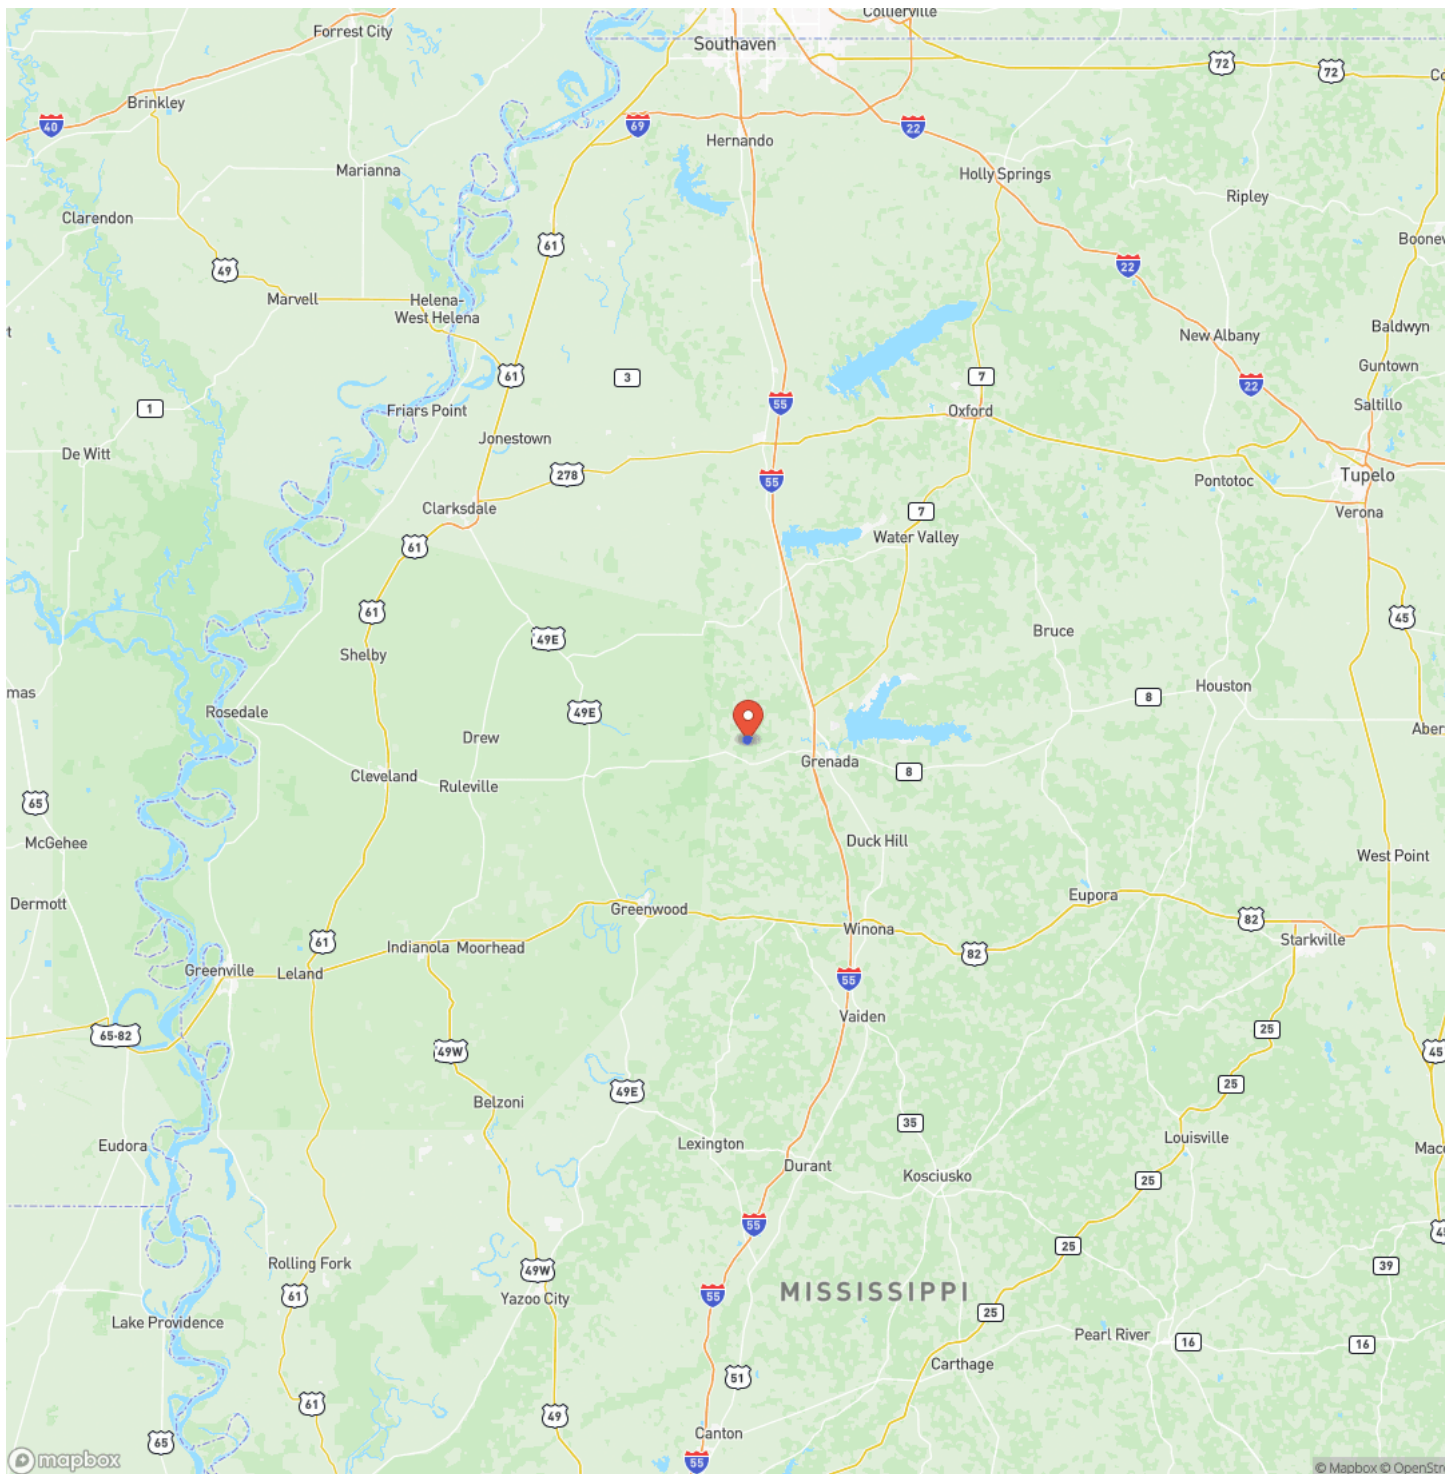 Collierville
Forrest City
Southaven
72
72
Brinkley
40
69
22
Hernando
Marianna
Holly Springs
Ripley
Clarendon
61
49
22
Marvell
Helena-
West Helena
New Albany
Baldwyn
Guntown
61
3
7
22
55
Saltillo
1
Friars Point
Oxford
Jonestown
De Witt
278
55
Tupelo
Pontotoc
Clarksdale
7
Verona
Water Valley
61
61
45
49E
Bruce
Shelby
mas
Houston
8
Rosedale
49E
Drew
Aber
Grenada
8
Cleveland
Ruleville
65
McGehee
Duck Hill
West Point
Eupora
Dermott
Greenwood
82
Winona
61
Starkville
Indianola
Moorhead
82
Greenville
Leland
55
Vaiden
25
65-82
49W
45
25
49E
Belzoni
35
Eudora
Lexington
Louisville
Durant
Kosciusko
25
55
25
Rolling Fork
39
49W
61
55
MISSISSIPPI
Yazoo City
25
Lake Providence
Pearl River
16
16
Carthage
51
61
49
Canton
65
55
mapbox
© Mapbox © OpenStre